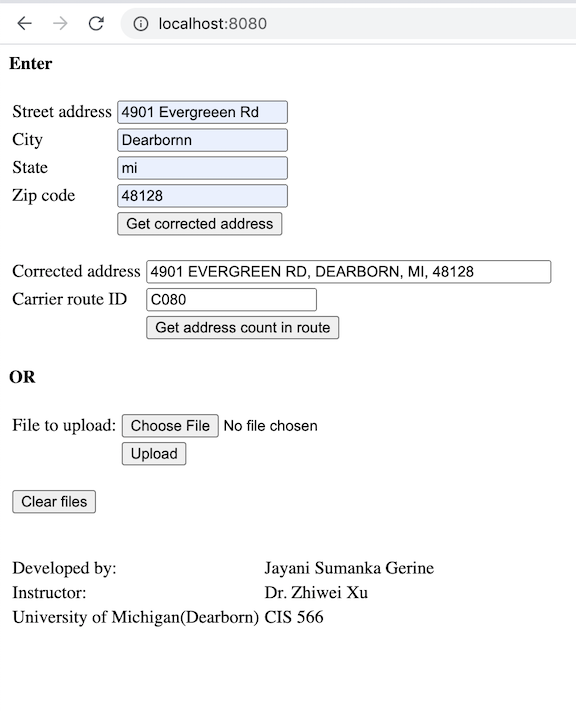 localhost:8080
Enter
Street address 4901 Evergreeen Rd
City Dearbornn
State mi
Zip code 48128
Get corrected address
Corrected address 4901 EVERGREEN RD, DEARBORN, MI, 48128
Carrier route ID C080
Get address count in route
OR
File to upload: Choose File No file chosen
Upload
Clear files
Developed by: Jayani Sumanka Gerine
Instructor: Dr. Zhiwei Xu
University of Michigan(Dearborn) CIS 566